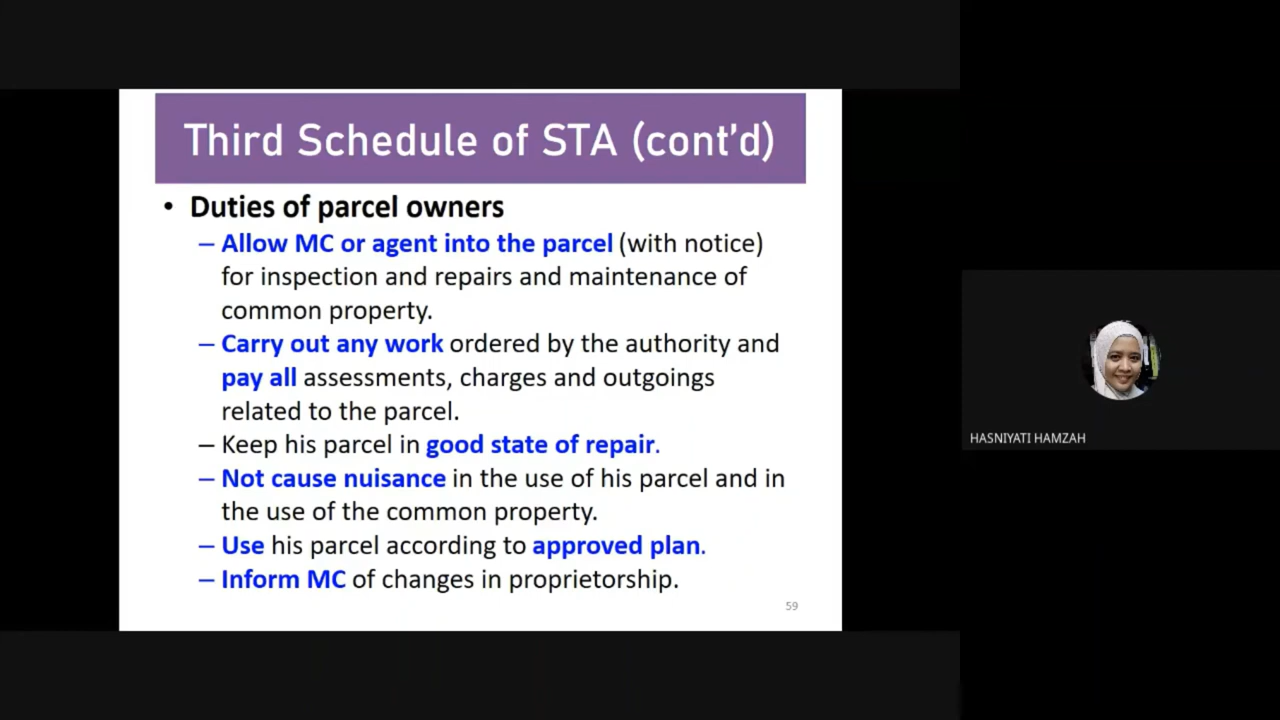 Third Schedule of STA (cont'd)
• Duties of parcel owners
– Allow MC or agent into the parcel (with notice)
for inspection and repairs and maintenance of
common property.
– Carry out any work ordered by the authority and
pay all assessments, charges and outgoings
related to the parcel.
– Keep his parcel in good state of repair.
– Not cause nuisance in the use of his parcel and in
the use of the common property.
– Use his parcel according to approved plan.
– Inform MC of changes in proprietorship.
59
HASNIYATI HAMZAH